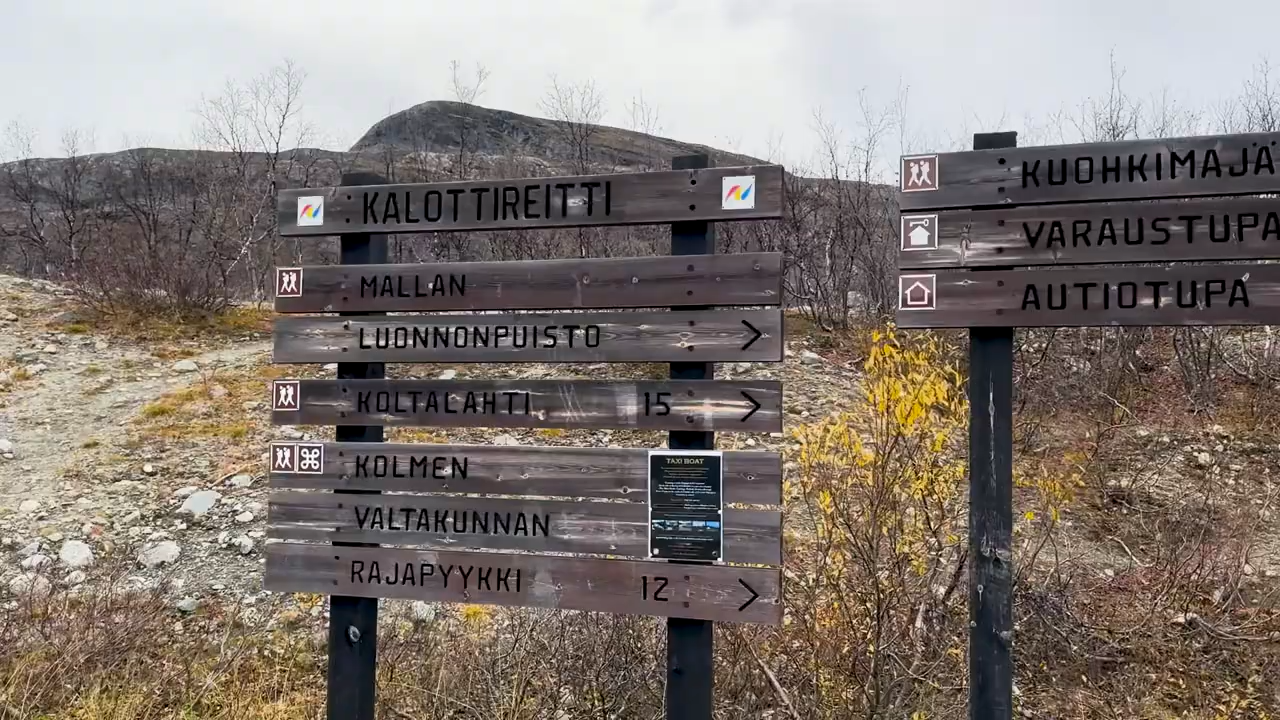 KALOTTIREITTI
MALLAN
LUONNONPUISTO >
KOLTALAHTI 15 >
KOLMEN
VALTAKUNNAN
RAJAPYYKKI 12 >
TAXI BOAT
KUOHKIMAJÄ
VARAUSTUPA
AUTIOTUPA